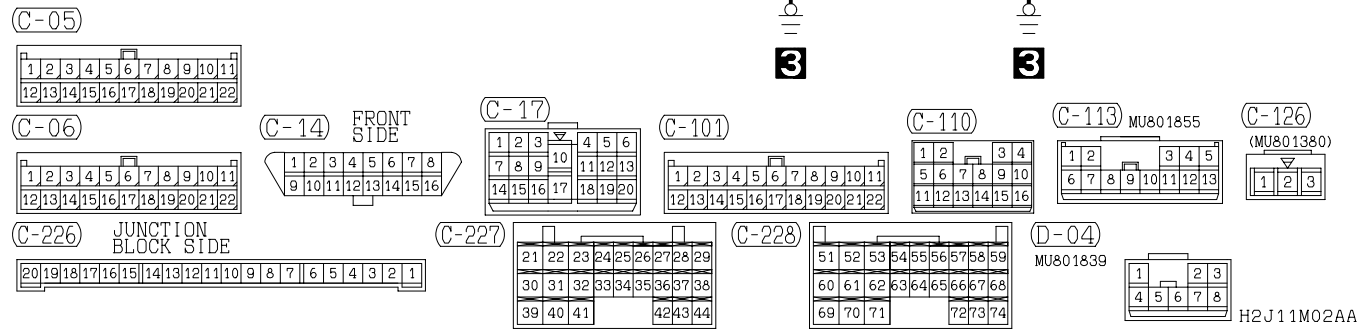 3 3
(C-05)
1 2 3 4 5 6 7 8 9 10 11
12 13 14 15 16 17 18 19 20 21 22
(C-06)
1 2 3 4 5 6 7 8 9 10 11
12 13 14 15 16 17 18 19 20 21 22
(C-14) FRONT
SIDE
1 2 3 4 5 6 7 8
9 10 11 12 13 14 15 16
(C-17)
1 2 3 4 5 6
7 8 9 10 11 12 13
14 15 16 17 18 19 20
(C-101)
1 2 3 4 5 6 7 8 9 10 11
12 13 14 15 16 17 18 19 20 21 22
(C-110)
1 2 3 4
5 6 7 8 9 10
11 12 13 14 15 16
(C-113) MU801855
1 2 3 4 5
6 7 8 9 10 11 12 13
(C-126)
(MU801380)
1 2 3
(C-226) JUNCTION
BLOCK SIDE
20 19 18 17 16 15 14 13 12 11 10 9 8 7 6 5 4 3 2 1
(C-227)
21 22 23 24 25 26 27 28 29
30 31 32 33 34 35 36 37 38
39 40 41 42 43 44
(C-228)
51 52 53 54 55 56 57 58 59
60 61 62 63 64 65 66 67 68
69 70 71 72 73 74
(D-04)
MU801839
1 2 3
4 5 6 7 8
H2J11M02AA